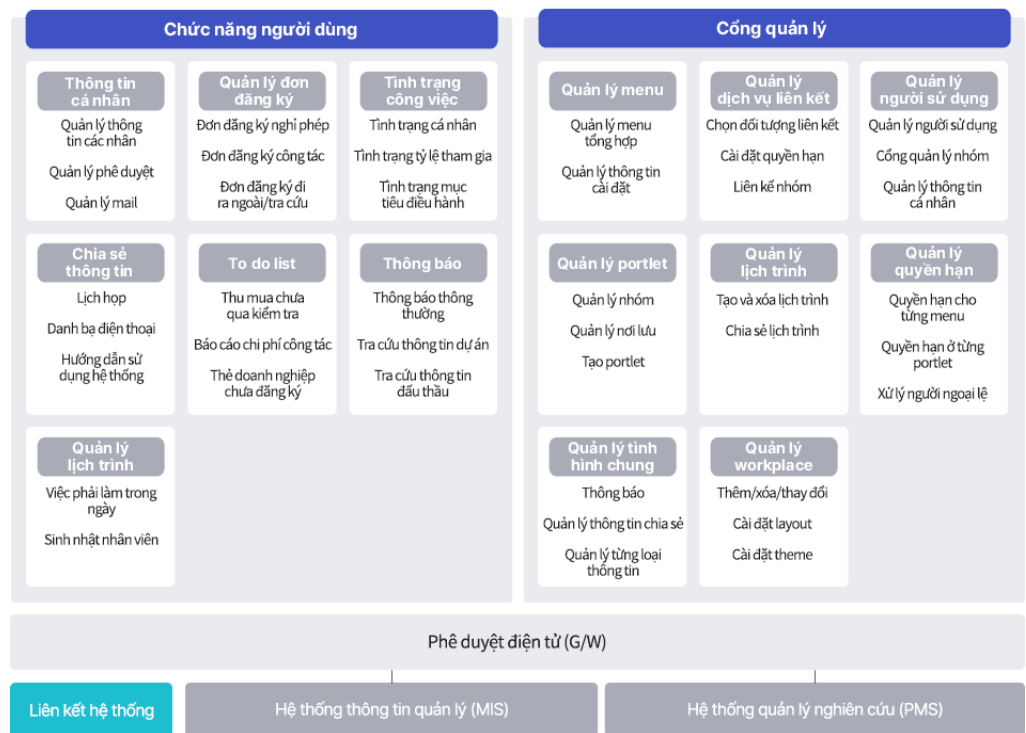 Chức năng người dùng
Thông tin
cá nhân
Quản lý thông
tin các nhân
Quản lý phê duyệt
Quản lý mail
Quản lý đơn
đăng ký
Đơn đăng ký nghỉ phép
Đơn đăng ký công tác
Đơn đăng ký đi
ra ngoài/tra cứu
Tình trạng
công việc
Tình trạng cá nhân
Tình trạng tỷ lệ tham gia
Tình trạng mục
tiêu điều hành
Chia sẻ
thông tin
Lịch họp
Danh bạ điện thoại
Hướng dẫn sử
dụng hệ thống
To do list
Thu mua chưa
qua kiểm tra
Báo cáo chi phí công tác
Thẻ doanh nghiệp
chưa đăng ký
Thông báo
Thông báo thông
thường
Tra cứu thông tin dự án
Tra cứu thông tin
đấu thầu
Quản lý
lịch trình
Việc phải làm trong
ngày
Sinh nhật nhân viên
Cổng quản lý
Quản lý menu
Quản lý menu
tổng hợp
Quản lý thông tin
cài đặt
Quản lý
dịch vụ liên kết
Chọn đối tượng liên kết
Cài đặt quyền hạn
Liên kế nhóm
Quản lý
người sử dụng
Quản lý người sử dụng
Cổng quản lý nhóm
Quản lý thông tin
cá nhân
Quản lý portlet
Quản lý nhóm
Quản lý nơi lưu
Tạo portlet
Quản lý
lịch trình
Tạo và xóa lịch trình
Chia sẻ lịch trình
Quản lý
quyền hạn
Quyền hạn cho
từng menu
Quyền hạn ở từng
portlet
Xử lý người ngoại lệ
Quản lý tình
hình chung
Thông báo
Quản lý thông tin chia sẻ
Quản lý từng loại
thông tin
Quản lý
workplace
Thêm/xóa/thay đổi
Cài đặt layout
Cài đặt theme
Phê duyệt điện tử (G/W)
Liên kết hệ thống
Hệ thống thông tin quản lý (MIS)
Hệ thống quản lý nghiên cứu (PMS)